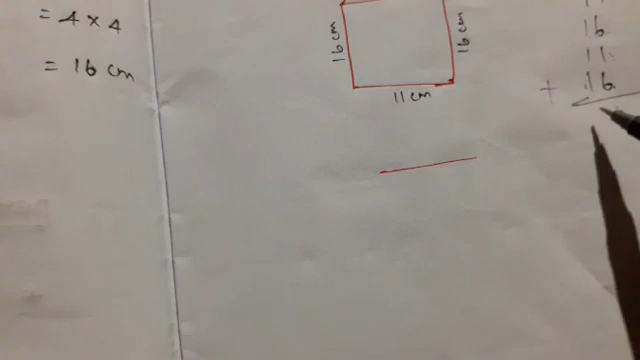 = 4 × 4
= 16 cm
16 cm
16 cm
11 cm
16
11
+ 16